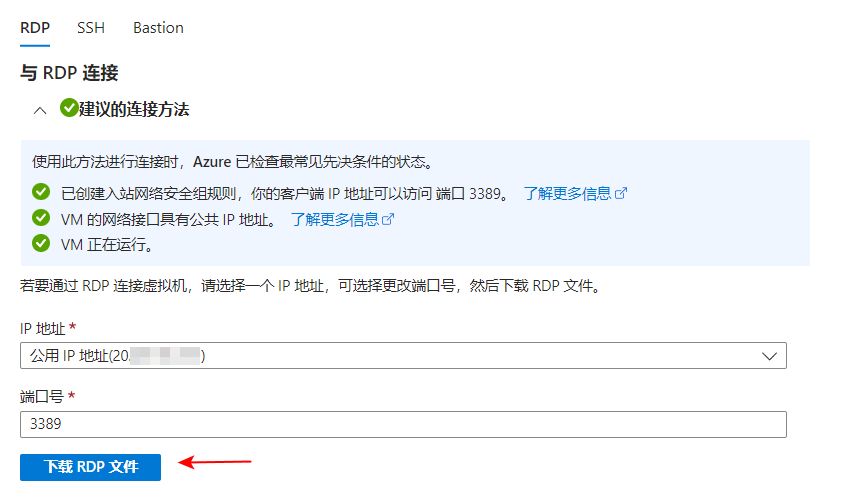 RDP SSH Bastion
与 RDP 连接
建议的连接方法
使用此方法进行连接时，Azure 已检查最常见先决条件的状态。
已创建入站网络安全组规则，你的客户端 IP 地址可以访问 端口 3389。 了解更多信息
VM 的网络接口具有公共 IP 地址。 了解更多信息
VM 正在运行。
若要通过 RDP 连接虚拟机，请选择一个 IP 地址，可选择更改端口号，然后下载 RDP 文件。
IP 地址 *
公用 IP 地址(20. )
端口号 *
3389
下载 RDP 文件